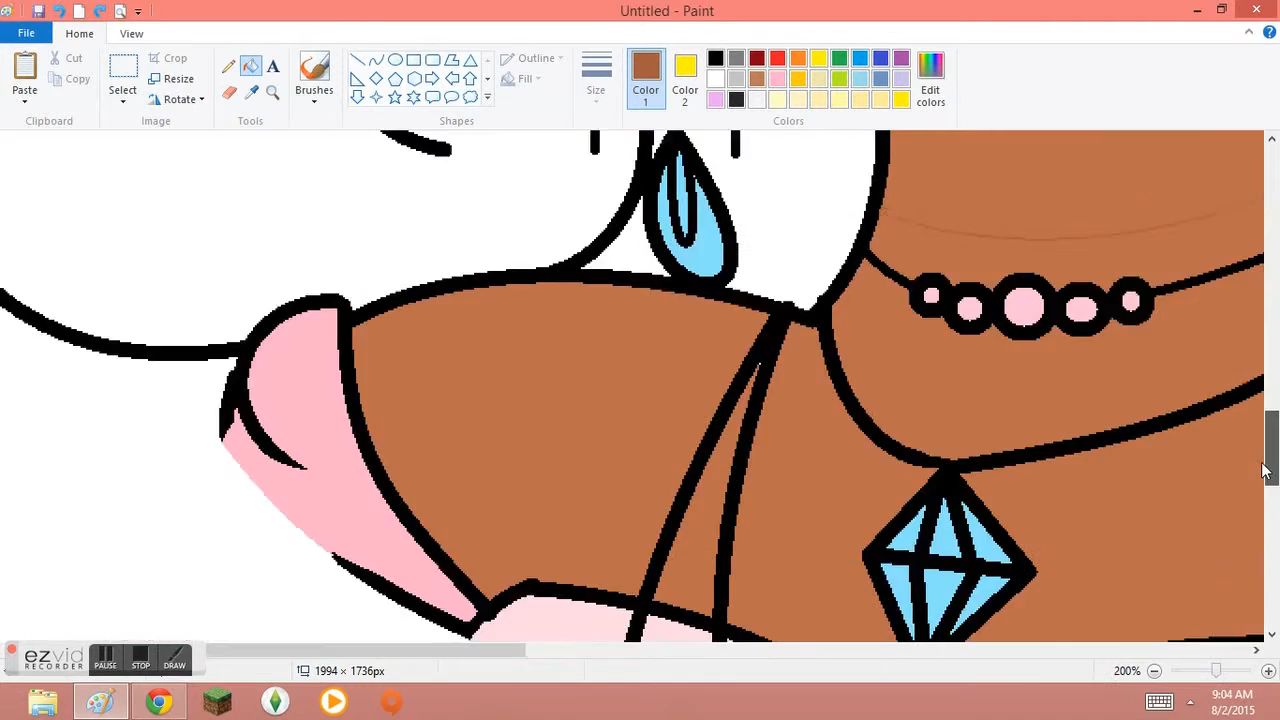 Untitled - Paint
File
Home
View
Paste
Cut
Copy
Clipboard
Select
Crop
Resize
Rotate
Image
A
Tools
Brushes
Outline
Fill
Shapes
Size
Color 1
Color 2
Edit colors
Colors
ezvid
RECORDER
PAUSE
STOP
DRAW
1994 × 1736px
200%
9:04 AM
8/2/2015